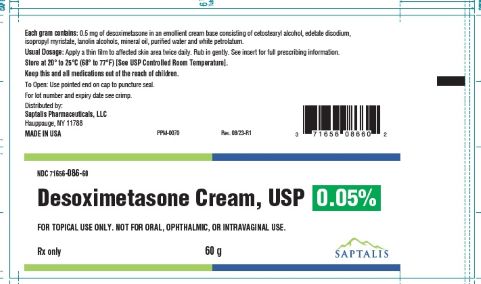 Each gram contains: 0.5 mg of desoximetasone in an emollient cream base consisting of cetostearyl alcohol, edetate disodium,
isopropyl myristate, lanolin alcohols, mineral oil, purified water and white petrolatum.
Usual Dosage: Apply a thin film to affected skin area twice daily. Rub in gently. See insert for full prescribing information.
Store at 20° to 25°C (68° to 77°F) [See USP Controlled Room Temperature].
Keep this and all medications out of the reach of children.
To Open: Use pointed end on cap to puncture seal.
For lot number and expiry date see crimp.
Distributed by:
Saptalis Pharmaceuticals, LLC
Hauppauge, NY 11788
MADE IN USA PPM-0070 Rev. 09/23-R1
3 71656 08660 2
NDC 71656-086-60
Desoximetasone Cream, USP 0.05%
FOR TOPICAL USE ONLY. NOT FOR ORAL, OPHTHALMIC, OR INTRAVAGINAL USE.
Rx only 60 g
SAPTALIS